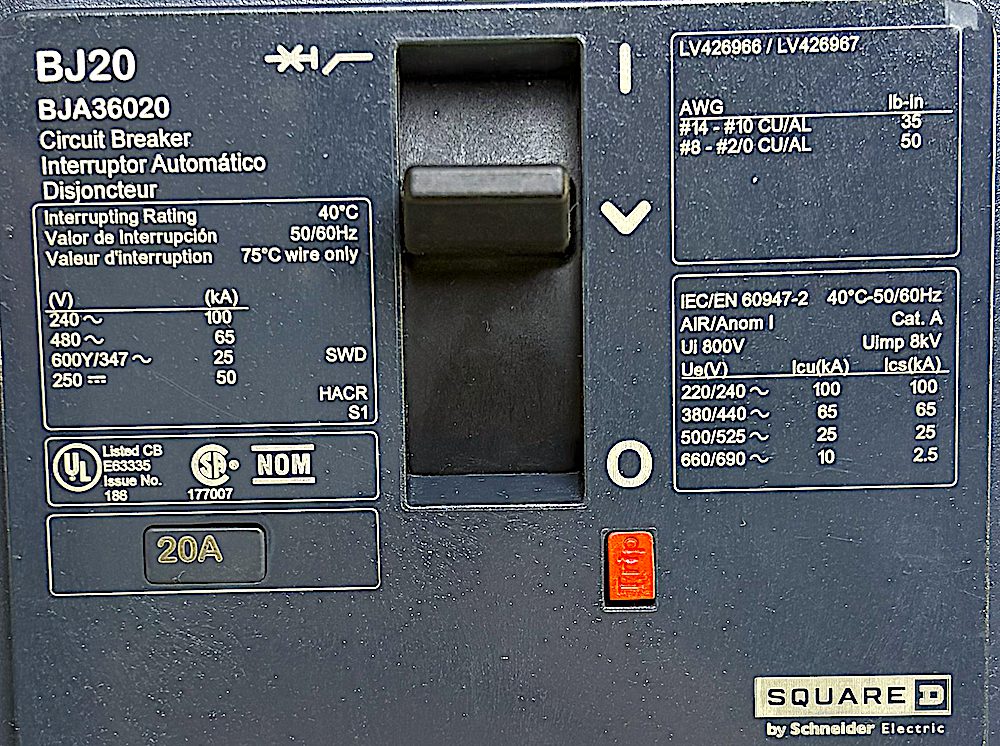 BJ20
BJA36020
Circuit Breaker
Interruptor Automático
Disjoncteur
Interrupting Rating 40°C
Valor de Interrupción 50/60Hz
Valeur d'interruption 75°C wire only
(V) (kA)
240 ~ 100
480 ~ 65
600Y/347 ~ 25 SWD
250 ⎓ 50
HACR
S1
UL Listed CB
E63335
Issue No.
188
SA®
177007
NOM
20A
I
O
Trip
LV426966 / LV426967
AWG lb-in
#14 - #10 CU/AL 35
#8 - #2/0 CU/AL 50
IEC/EN 60947-2 40°C-50/60Hz
AIR/Anom I Cat. A
Ui 800V Uimp 8kV
Ue(V) Icu(kA) Ics(kA)
220/240 ~ 100 100
380/440 ~ 65 65
500/525 ~ 25 25
660/690 ~ 10 2.5
SQUARE D
by Schneider Electric